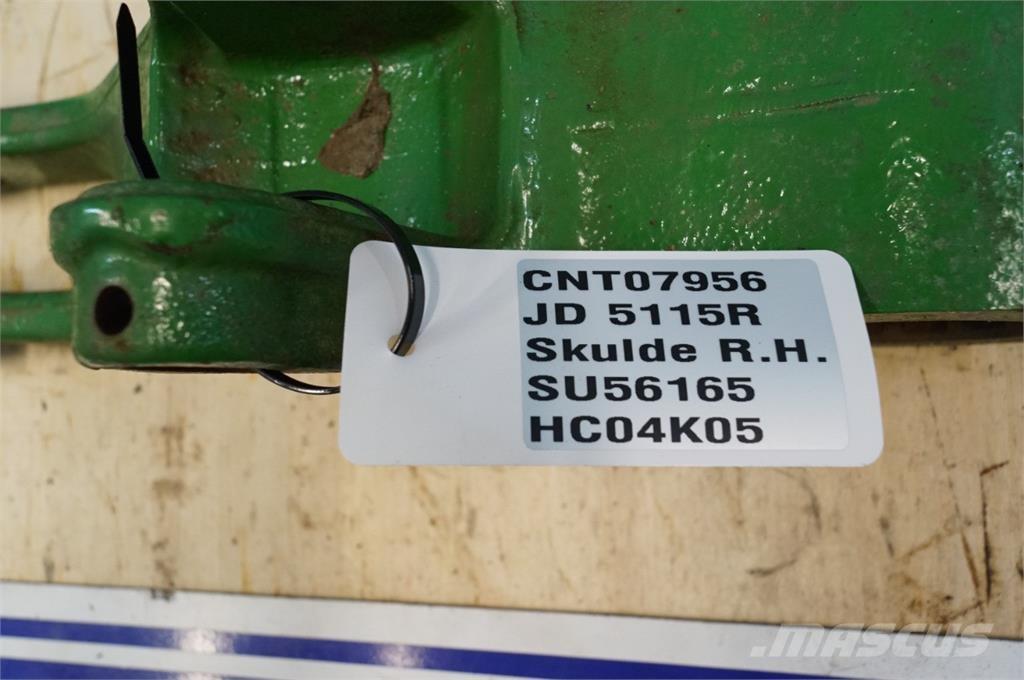 CNT07956
JD 5115R
Skulde R.H.
SU56165
HC04K05
MASCUS